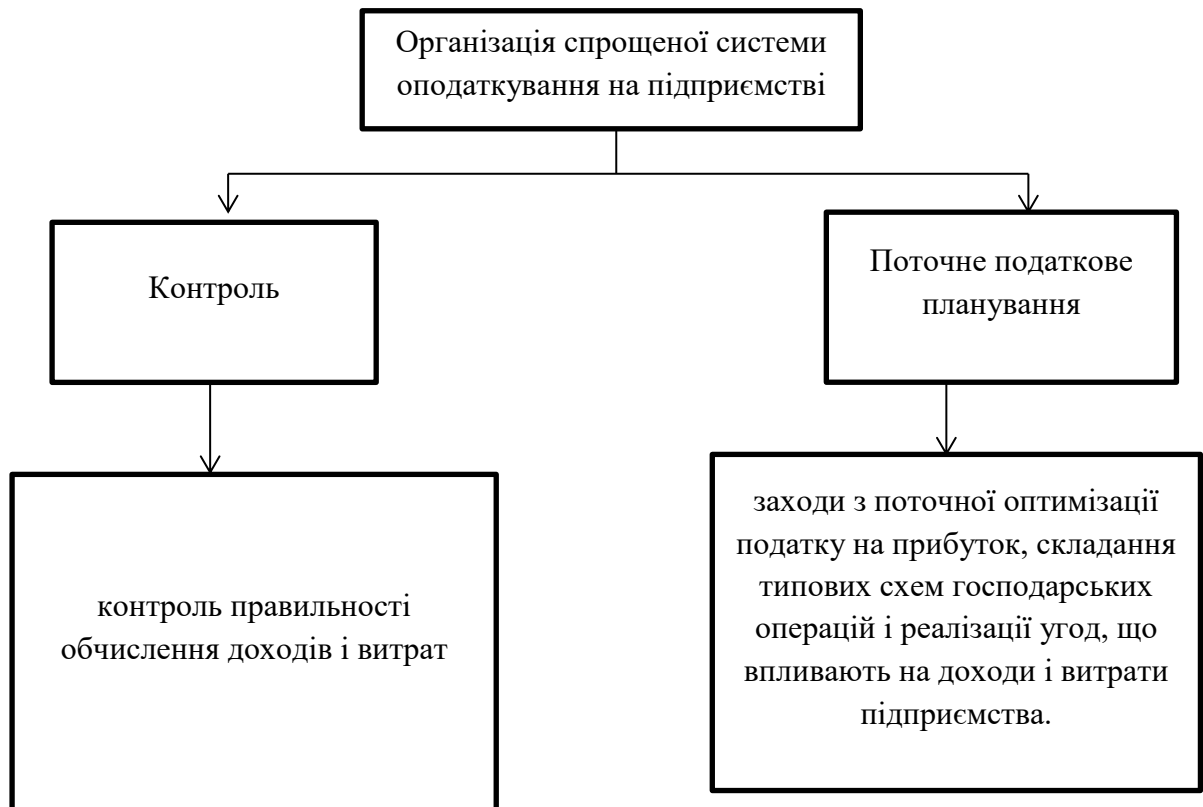 Організація спрощеної системи
оподаткування на підприємстві
Контроль
Поточне податкове
планування
контроль правильності
обчислення доходів і витрат
заходи з поточної оптимізації
податку на прибуток, складання
типових схем господарських
операцій і реалізації угод, що
впливають на доходи і витрати
підприємства.